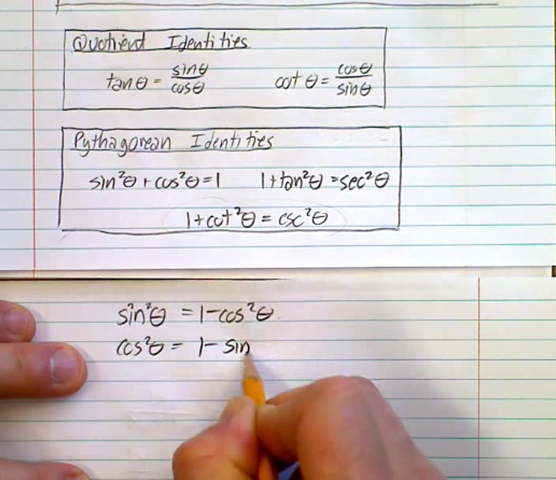 Quotient Identities
tanθ = sinθ/cosθ cotθ = cosθ/sinθ
Pythagorean Identities
sin²θ + cos²θ = 1 1 + tan²θ = sec²θ
1 + cot²θ = csc²θ
sin²θ = 1 - cos²θ
cos²θ = 1 - sin